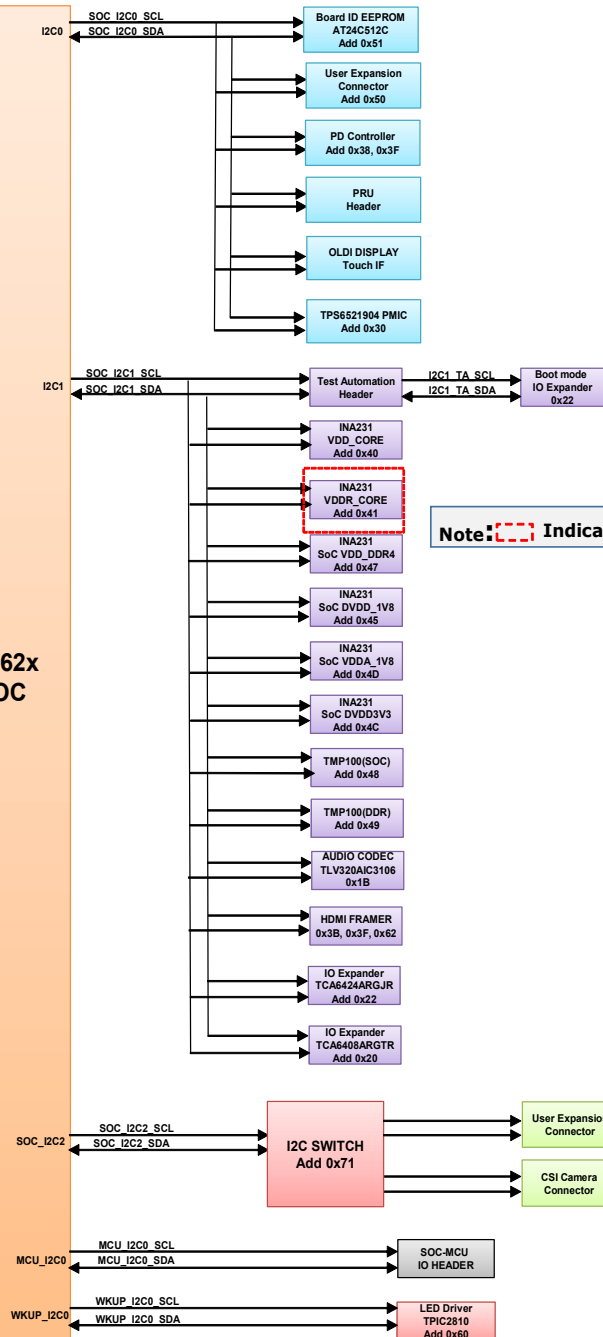 I2C0
SOC_I2C0_SCL
SOC_I2C0_SDA
Board ID EEPROM
AT24C512C
Add 0x51
User Expansion
Connector
Add 0x50
PD Controller
Add 0x38, 0x3F
PRU
Header
OLDI DISPLAY
Touch IF
TPS6521904 PMIC
Add 0x30
I2C1
SOC_I2C1_SCL
SOC_I2C1_SDA
Test Automation
Header
I2C1_TA_SCL
I2C1_TA_SDA
Boot mode
IO Expander
0x22
INA231
VDD_CORE
Add 0x40
INA231
VDDR_CORE
Add 0x41
Note: Indica
INA231
SoC VDD_DDR4
Add 0x47
INA231
SoC DVDD_1V8
Add 0x45
62x
DC
INA231
SoC VDDA_1V8
Add 0x4D
INA231
SoC DVDD3V3
Add 0x4C
TMP100(SOC)
Add 0x48
TMP100(DDR)
Add 0x49
AUDIO CODEC
TLV320AIC3106
0x1B
HDMI FRAMER
0x3B, 0x3F, 0x62
IO Expander
TCA6424ARGJR
Add 0x22
IO Expander
TCA6408ARGTR
Add 0x20
SOC_I2C2
SOC_I2C2_SCL
SOC_I2C2_SDA
I2C SWITCH
Add 0x71
User Expansion
Connector
CSI Camera
Connector
MCU_I2C0
MCU_I2C0_SCL
MCU_I2C0_SDA
SOC-MCU
IO HEADER
WKUP_I2C0
WKUP_I2C0_SCL
WKUP_I2C0_SDA
LED Driver
TPIC2810
Add 0x60